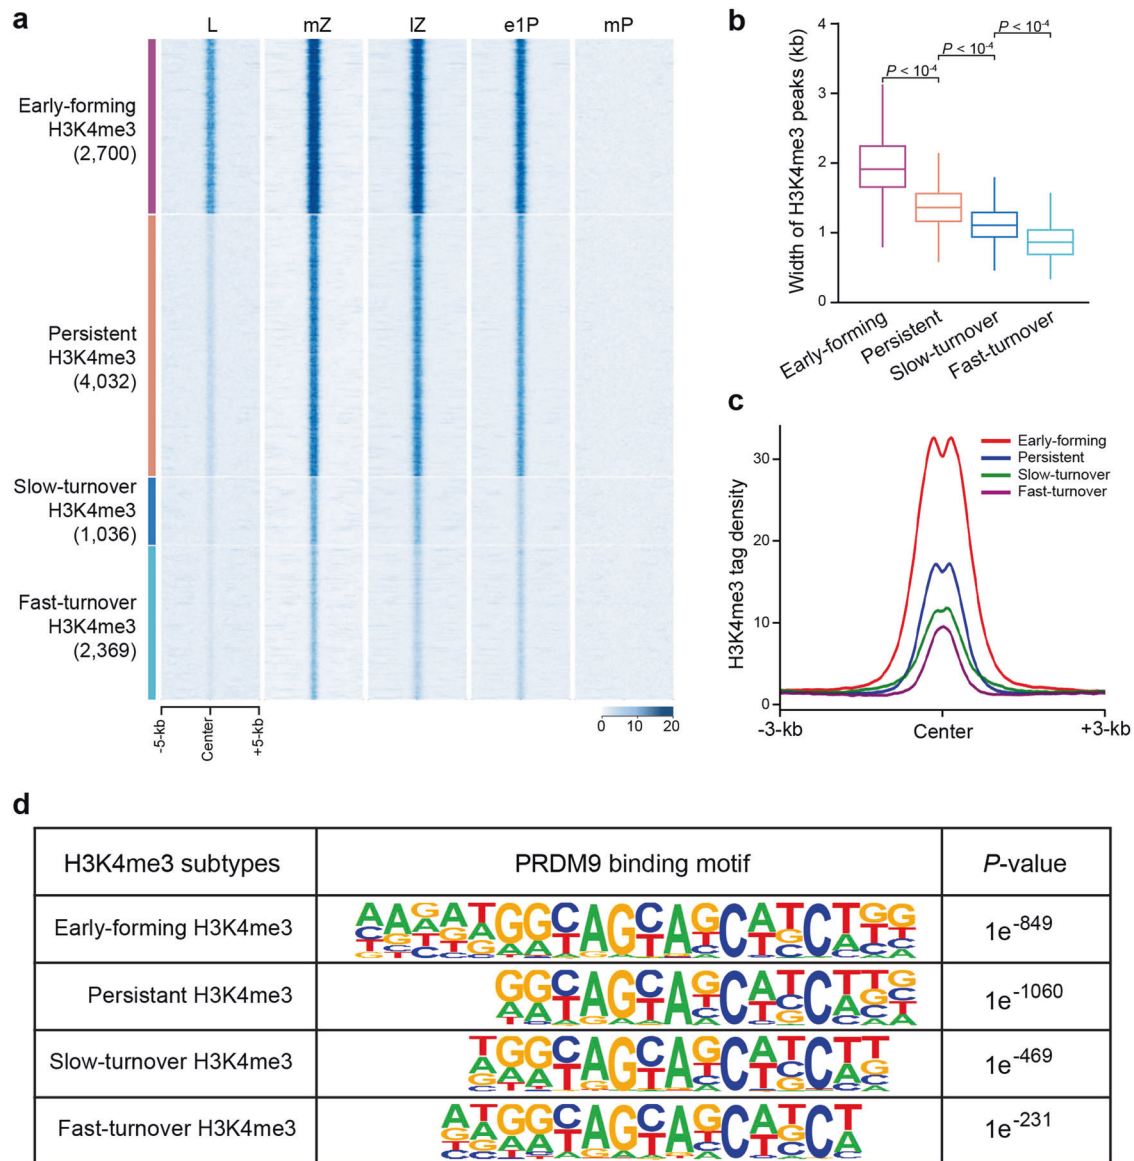 a
L mZ lZ e1P mP
Early-forming
H3K4me3
(2,700)
Persistent
H3K4me3
(4,032)
Slow-turnover
H3K4me3
(1,036)
Fast-turnover
H3K4me3
(2,369)
-5-kb Center +5-kb
0 10 20
b
Width of H3K4me3 peaks (kb)
4
3
2
1
0
P < 10-4
P < 10-4
P < 10-4
Early-forming
Persistent
Slow-turnover
Fast-turnover
c
H3K4me3 tag density
30
20
10
0
Early-forming
Persistent
Slow-turnover
Fast-turnover
-3-kb Center +3-kb
d
H3K4me3 subtypes PRDM9 binding motif P-value
Early-forming H3K4me3 1e-849
Persistant H3K4me3 1e-1060
Slow-turnover H3K4me3 1e-469
Fast-turnover H3K4me3 1e-231